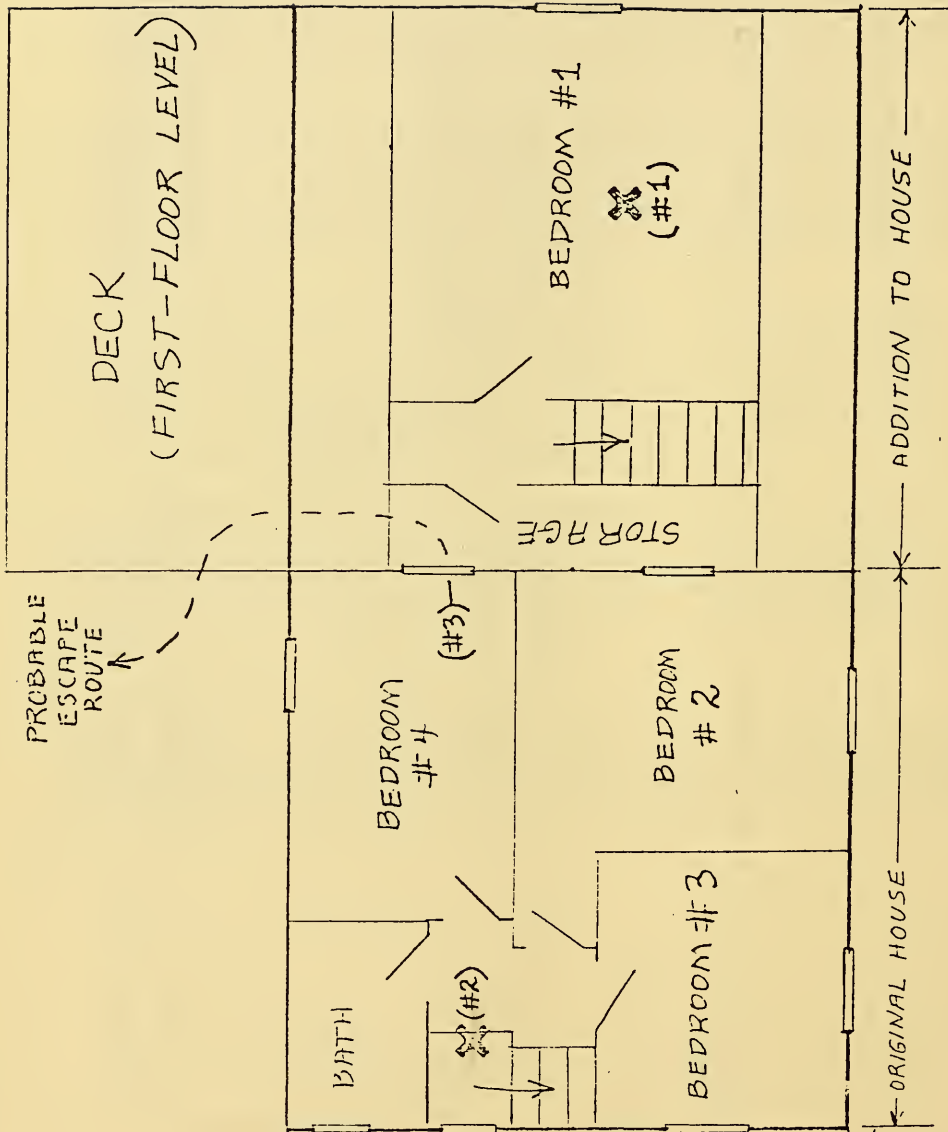 DECK
(FIRST-FLOOR LEVEL)
PROBABLE
ESCAPE
ROUTE
BEDROOM #1
(#1)
STORAGE
(#3)
BEDROOM
#4
BEDROOM
#2
BATH
(#2)
BEDROOM #3
ORIGINAL HOUSE
ADDITION TO HOUSE